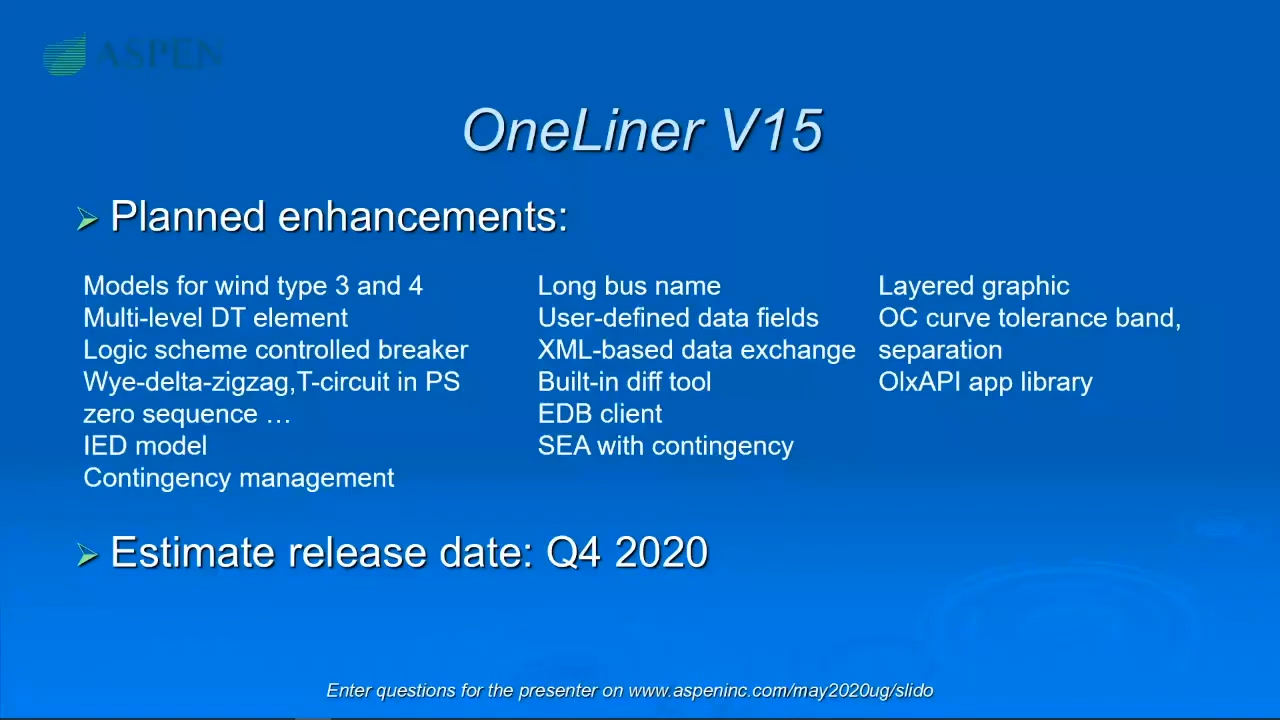 ASPEN
OneLiner V15
Planned enhancements:
Models for wind type 3 and 4
Multi-level DT element
Logic scheme controlled breaker
Wye-delta-zigzag,T-circuit in PS
zero sequence …
IED model
Contingency management
Long bus name
User-defined data fields
XML-based data exchange
Built-in diff tool
EDB client
SEA with contingency
Layered graphic
OC curve tolerance band,
separation
OlxAPI app library
Estimate release date: Q4 2020
Enter questions for the presenter on www.aspeninc.com/may2020ug/slido